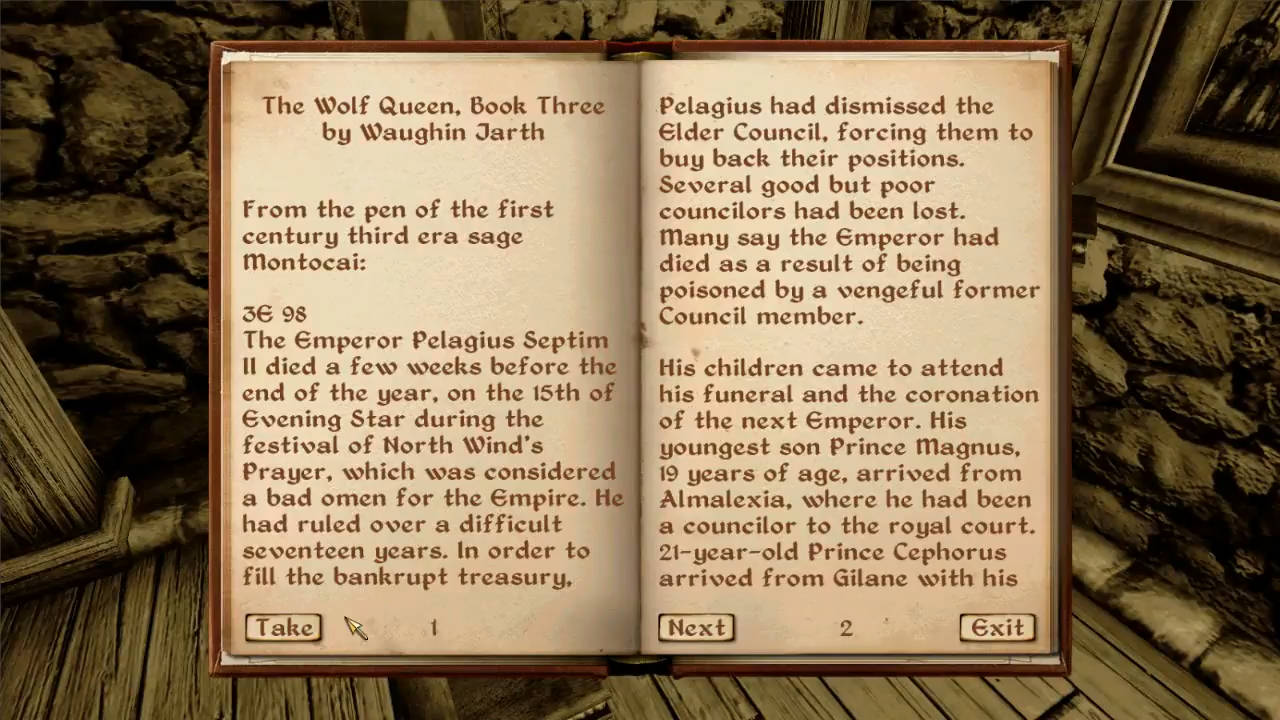 The Wolf Queen, Book Three
by Waughin Jarth
From the pen of the first
century third era sage
Montocai:
3E 98
The Emperor Pelagius Septim
II died a few weeks before the
end of the year, on the 15th of
Evening Star during the
festival of North Wind's
Prayer, which was considered
a bad omen for the Empire. He
had ruled over a difficult
seventeen years. In order to
fill the bankrupt treasury,
Take
1
Pelagius had dismissed the
Elder Council, forcing them to
buy back their positions.
Several good but poor
councilors had been lost.
Many say the Emperor had
died as a result of being
poisoned by a vengeful former
Council member.
His children came to attend
his funeral and the coronation
of the next Emperor. His
youngest son Prince Magnus,
19 years of age, arrived from
Almalexia, where he had been
a councilor to the royal court.
21-year-old Prince Cephorus
arrived from Gilane with his
Next
2
Exit